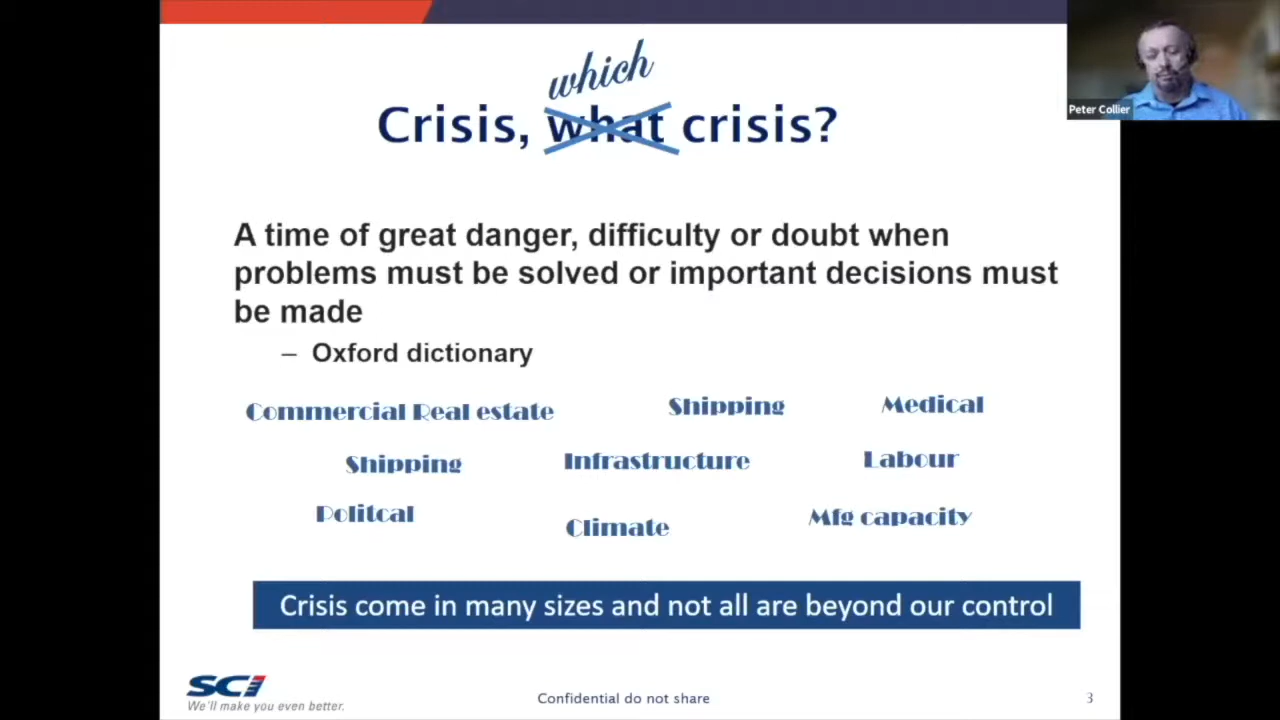 which
Crisis, what crisis?
Peter Collier
A time of great danger, difficulty or doubt when
problems must be solved or important decisions must
be made
– Oxford dictionary
Commercial Real estate
Shipping
Medical
Shipping
Infrastructure
Labour
Politcal
Climate
Mfg capacity
Crisis come in many sizes and not all are beyond our control
SCI
We'll make you even better.
Confidential do not share
3